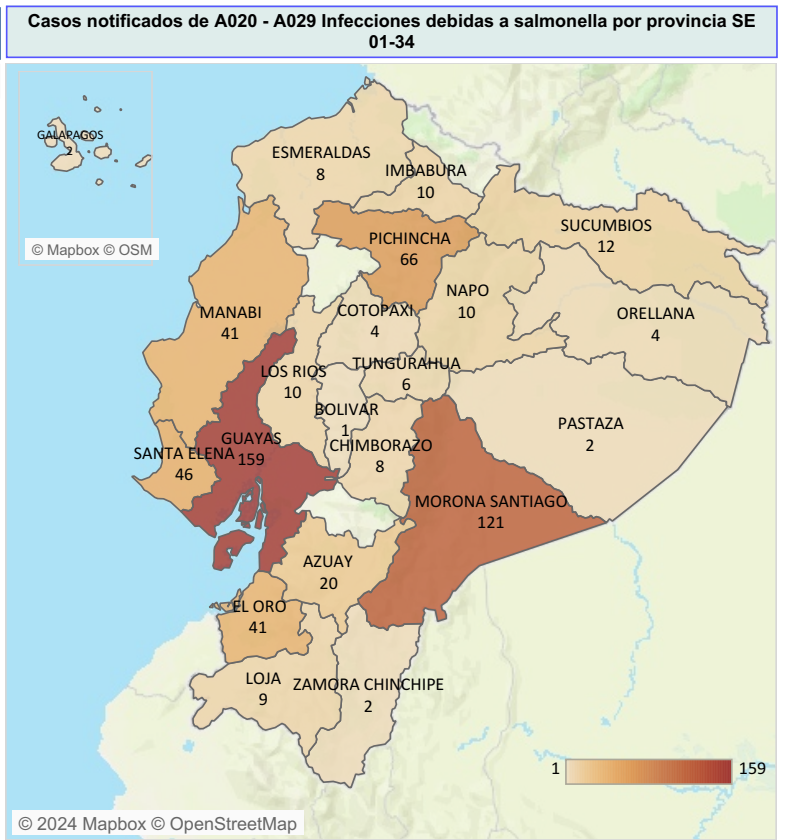 Casos notificados de A020 - A029 Infecciones debidas a salmonella por provincia SE
01-34
GALAPAGOS
2
© Mapbox © OSM
ESMERALDAS
8
IMBABURA
10
PICHINCHA
66
SUCUMBIOS
12
MANABI
41
COTOPAXI
4
NAPO
10
ORELLANA
4
LOS RIOS
10
TUNGURAHUA
6
BOLIVAR
1
PASTAZA
2
SANTA ELENA
46
GUAYAS
159
CHIMBORAZO
8
MORONA SANTIAGO
121
AZUAY
20
EL ORO
41
LOJA
9
ZAMORA CHINCHIPE
2
1
159
© 2024 Mapbox © OpenStreetMap